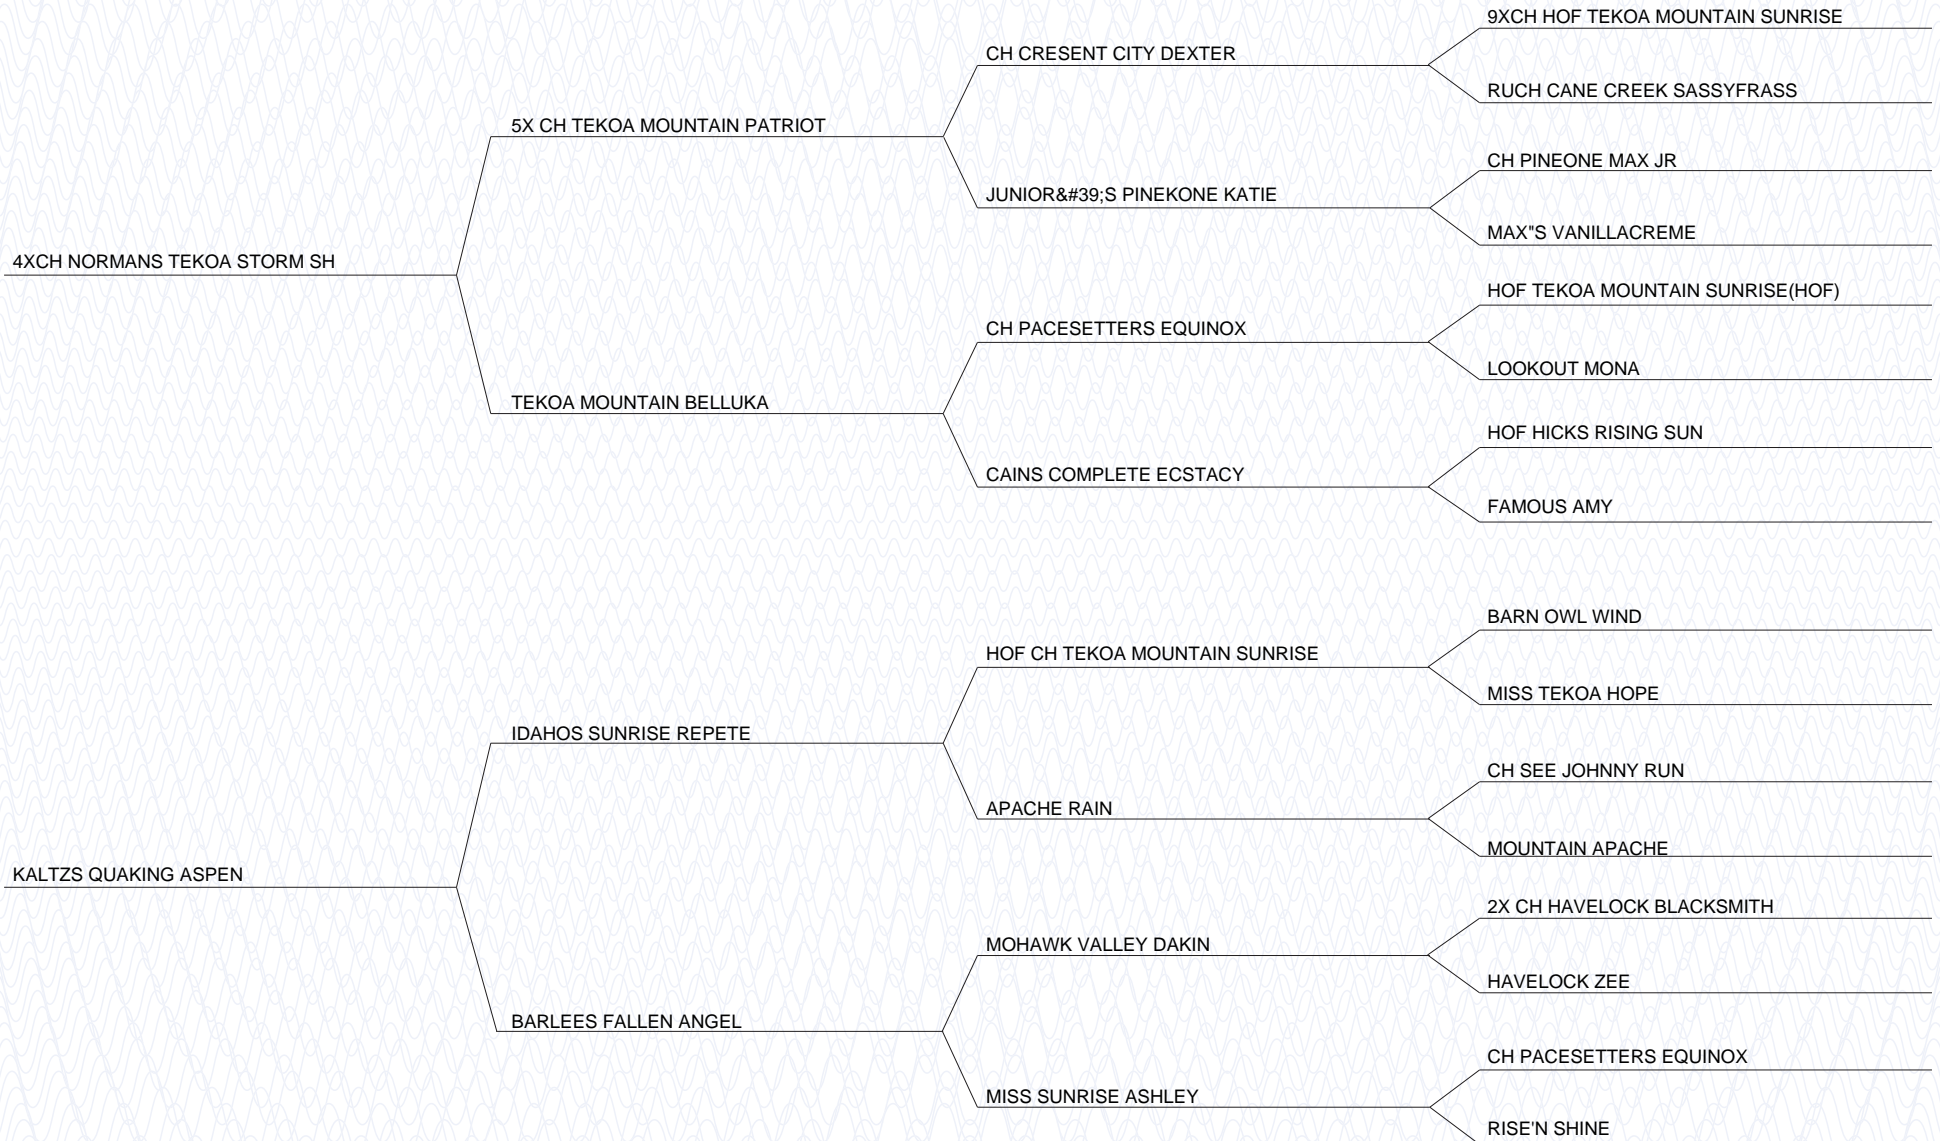 9XCH HOF TEKOA MOUNTAIN SUNRISE
CH CRESENT CITY DEXTER
RUCH CANE CREEK SASSYFRASS
5X CH TEKOA MOUNTAIN PATRIOT
CH PINEONE MAX JR
JUNIOR&#39;S PINEKONE KATIE
MAX"S VANILLACREME
4XCH NORMANS TEKOA STORM SH
HOF TEKOA MOUNTAIN SUNRISE(HOF)
CH PACESETTERS EQUINOX
LOOKOUT MONA
TEKOA MOUNTAIN BELLUKA
HOF HICKS RISING SUN
CAINS COMPLETE ECSTACY
FAMOUS AMY
BARN OWL WIND
HOF CH TEKOA MOUNTAIN SUNRISE
MISS TEKOA HOPE
IDAHOS SUNRISE REPETE
CH SEE JOHNNY RUN
APACHE RAIN
MOUNTAIN APACHE
KALTZS QUAKING ASPEN
2X CH HAVELOCK BLACKSMITH
MOHAWK VALLEY DAKIN
HAVELOCK ZEE
BARLEES FALLEN ANGEL
CH PACESETTERS EQUINOX
MISS SUNRISE ASHLEY
RISE'N SHINE